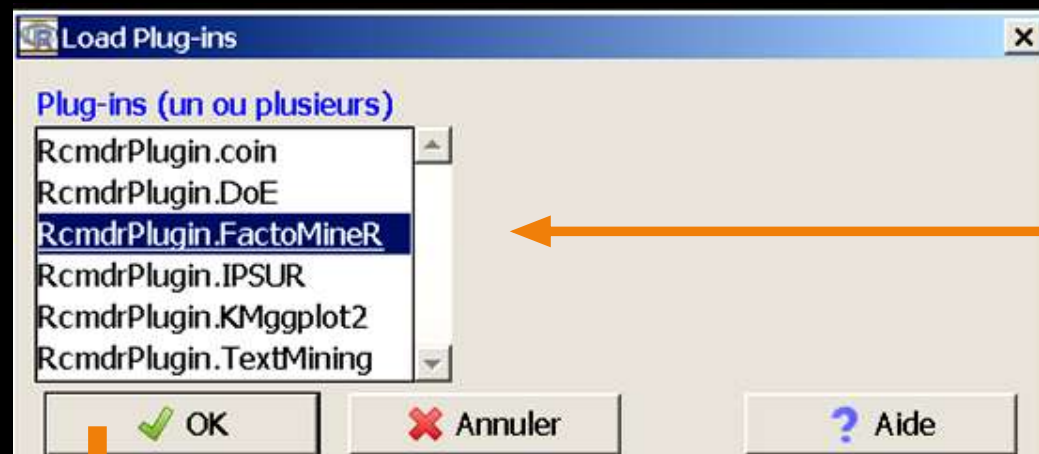 Load Plug-ins
Plug-ins (un ou plusieurs)
RcmdrPlugin.coin
RcmdrPlugin.DoE
RcmdrPlugin.FactoMineR
RcmdrPlugin.IPSUR
RcmdrPlugin.KMggplot2
RcmdrPlugin.TextMining
OK Annuler Aide